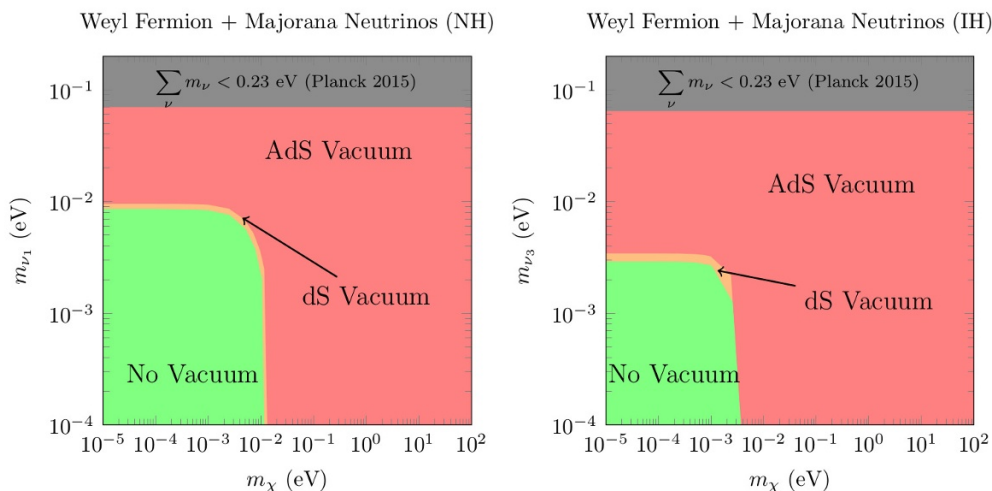 Weyl Fermion + Majorana Neutrinos (NH)
∑_ν m_ν < 0.23 eV (Planck 2015)
AdS Vacuum
dS Vacuum
No Vacuum
10^−1
10^−2
10^−3
10^−4
m_ν₁ (eV)
10^−5 10^−4 10^−3 10^−2 10^−1 10^0 10^1 10^2
m_χ (eV)
Weyl Fermion + Majorana Neutrinos (IH)
∑_ν m_ν < 0.23 eV (Planck 2015)
AdS Vacuum
dS Vacuum
No Vacuum
10^−1
10^−2
10^−3
10^−4
m_ν₃ (eV)
10^−5 10^−4 10^−3 10^−2 10^−1 10^0 10^1 10^2
m_χ (eV)